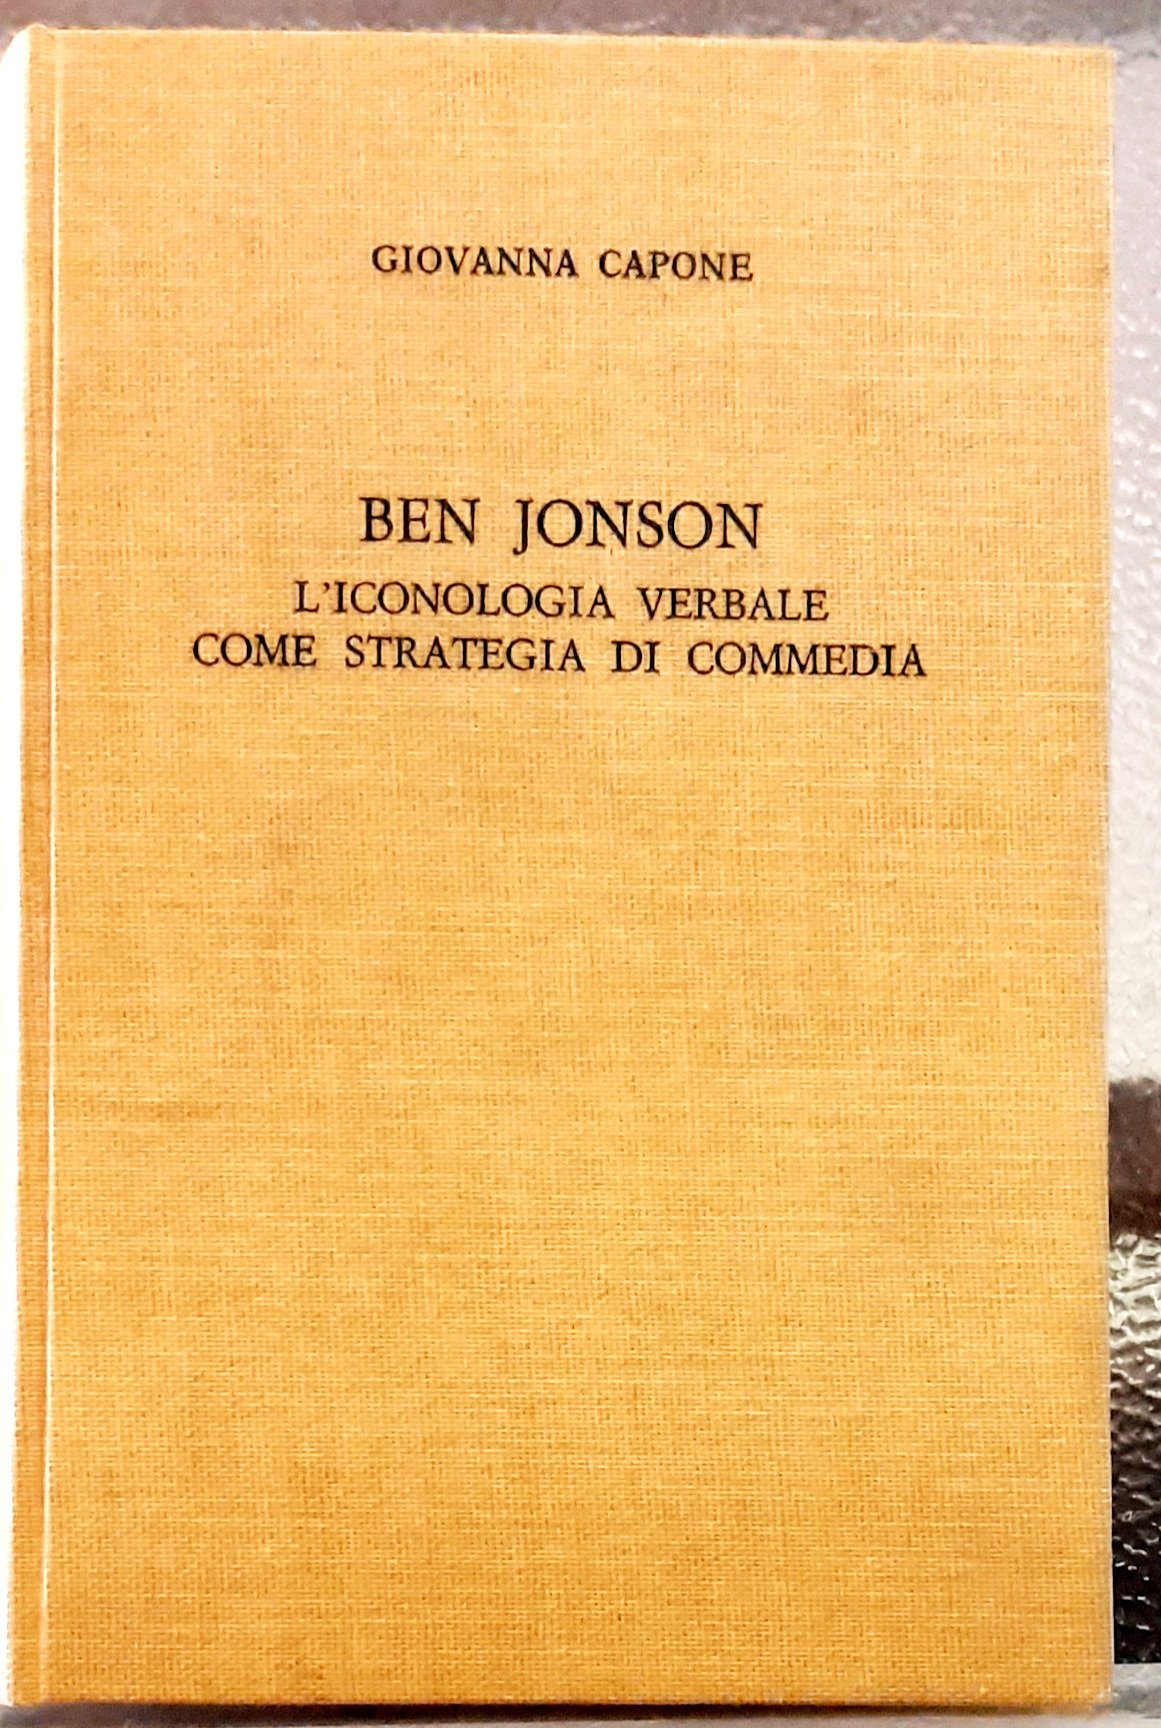 GIOVANNA CAPONE
BEN JONSON
L'ICONOLOGIA VERBALE
COME STRATEGIA DI COMMEDIA